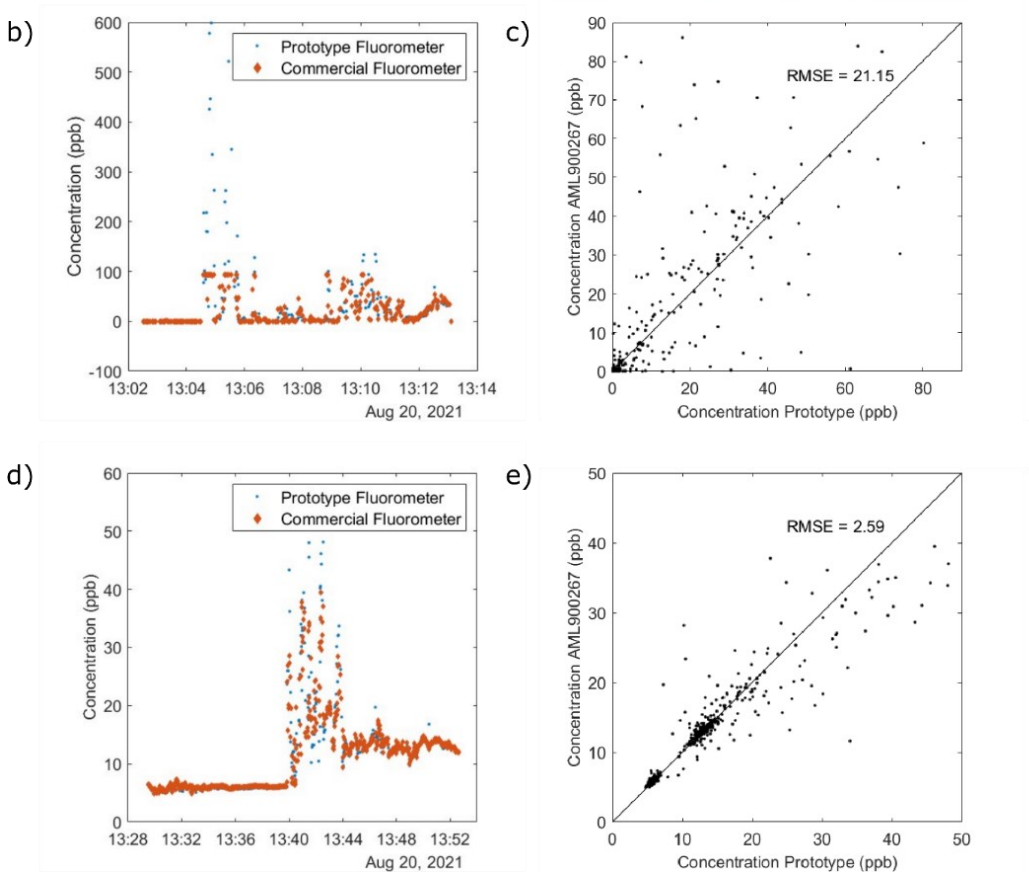 b)
600
500
400
300
200
100
0
-100
Concentration (ppb)
Prototype Fluorometer
Commercial Fluorometer
13:02 13:04 13:06 13:08 13:10 13:12 13:14
Aug 20, 2021
c)
90
80
70
60
50
40
30
20
10
0
Concentration AML900267 (ppb)
RMSE = 21.15
0 20 40 60 80
Concentration Prototype (ppb)
d)
60
50
40
30
20
10
0
Concentration (ppb)
Prototype Fluorometer
Commercial Fluorometer
13:28 13:32 13:36 13:40 13:44 13:48 13:52
Aug 20, 2021
e)
50
40
30
20
10
0
Concentration AML900267 (ppb)
RMSE = 2.59
0 10 20 30 40 50
Concentration Prototype (ppb)